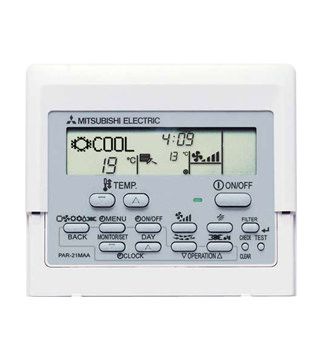 MITSUBISHI ELECTRIC
COOL 4:09
19 °C 13 °C
TEMP. ON/OFF
MENU ON/OFF FILTER
BACK MONITOR/SET DAY CHECK TEST
PAR-21MAA CLOCK OPERATION CLEAR